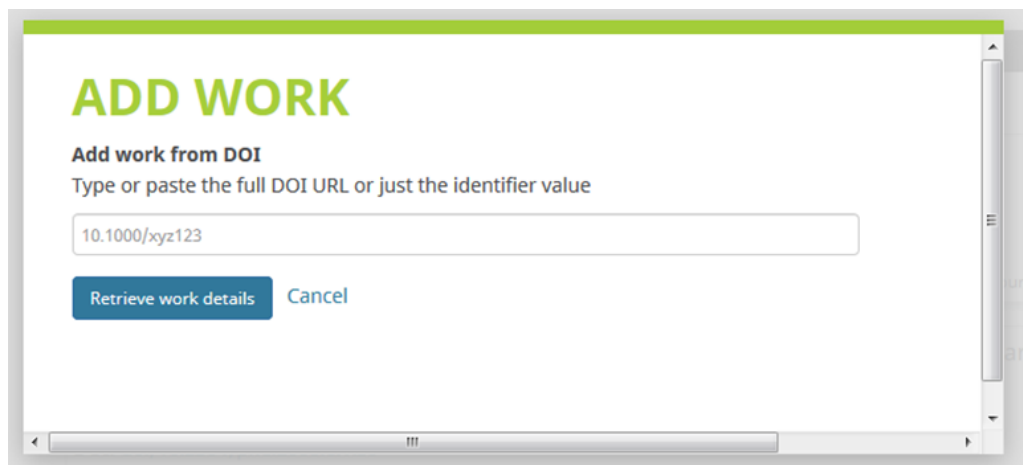 ADD WORK
Add work from DOI
Type or paste the full DOI URL or just the identifier value
10.1000/xyz123
Retrieve work details Cancel